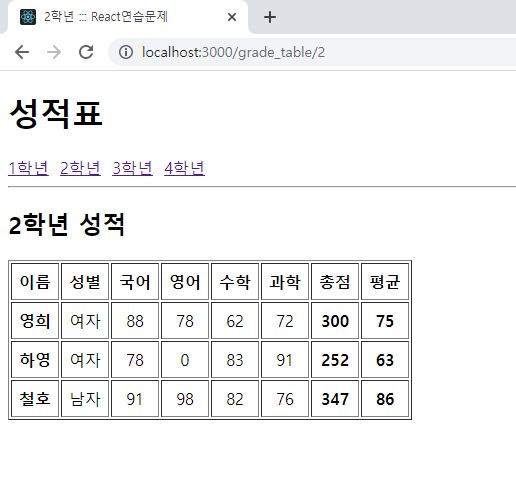 2학년 ::: React연습문제
localhost:3000/grade_table/2
성적표
1학년 2학년 3학년 4학년
2학년 성적
이름 성별 국어 영어 수학 과학 총점 평균
영희 여자 88 78 62 72 300 75
하영 여자 78 0 83 91 252 63
철호 남자 91 98 82 76 347 86